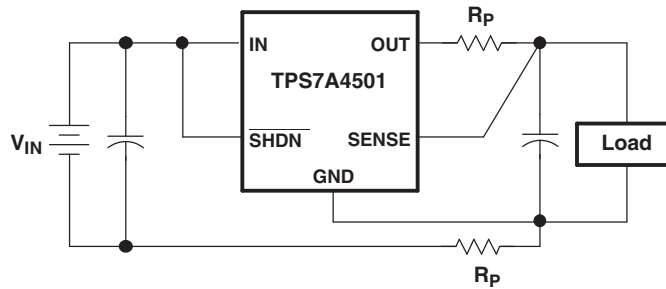 R_P
IN
OUT
TPS7A4501
V_IN
SHDN
SENSE
Load
GND
R_P